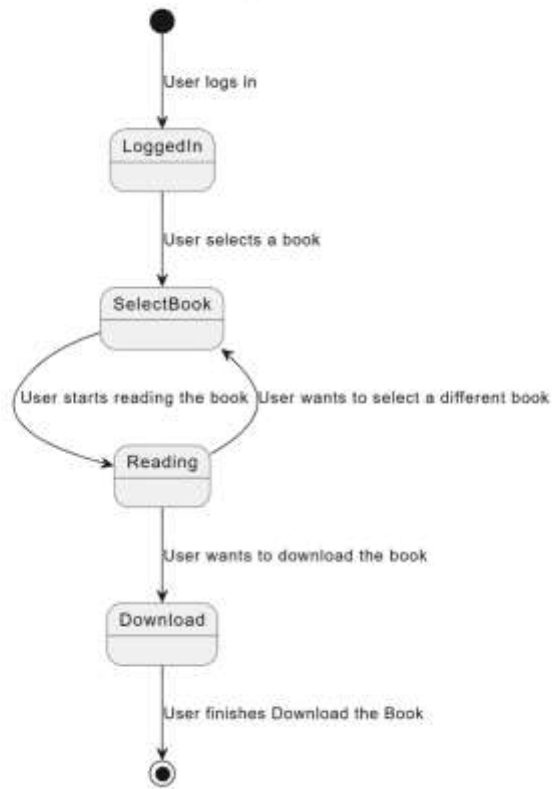 User logs in
LoggedIn
User selects a book
SelectBook
User starts reading the book
User wants to select a different book
Reading
User wants to download the book
Download
User finishes Download the Book